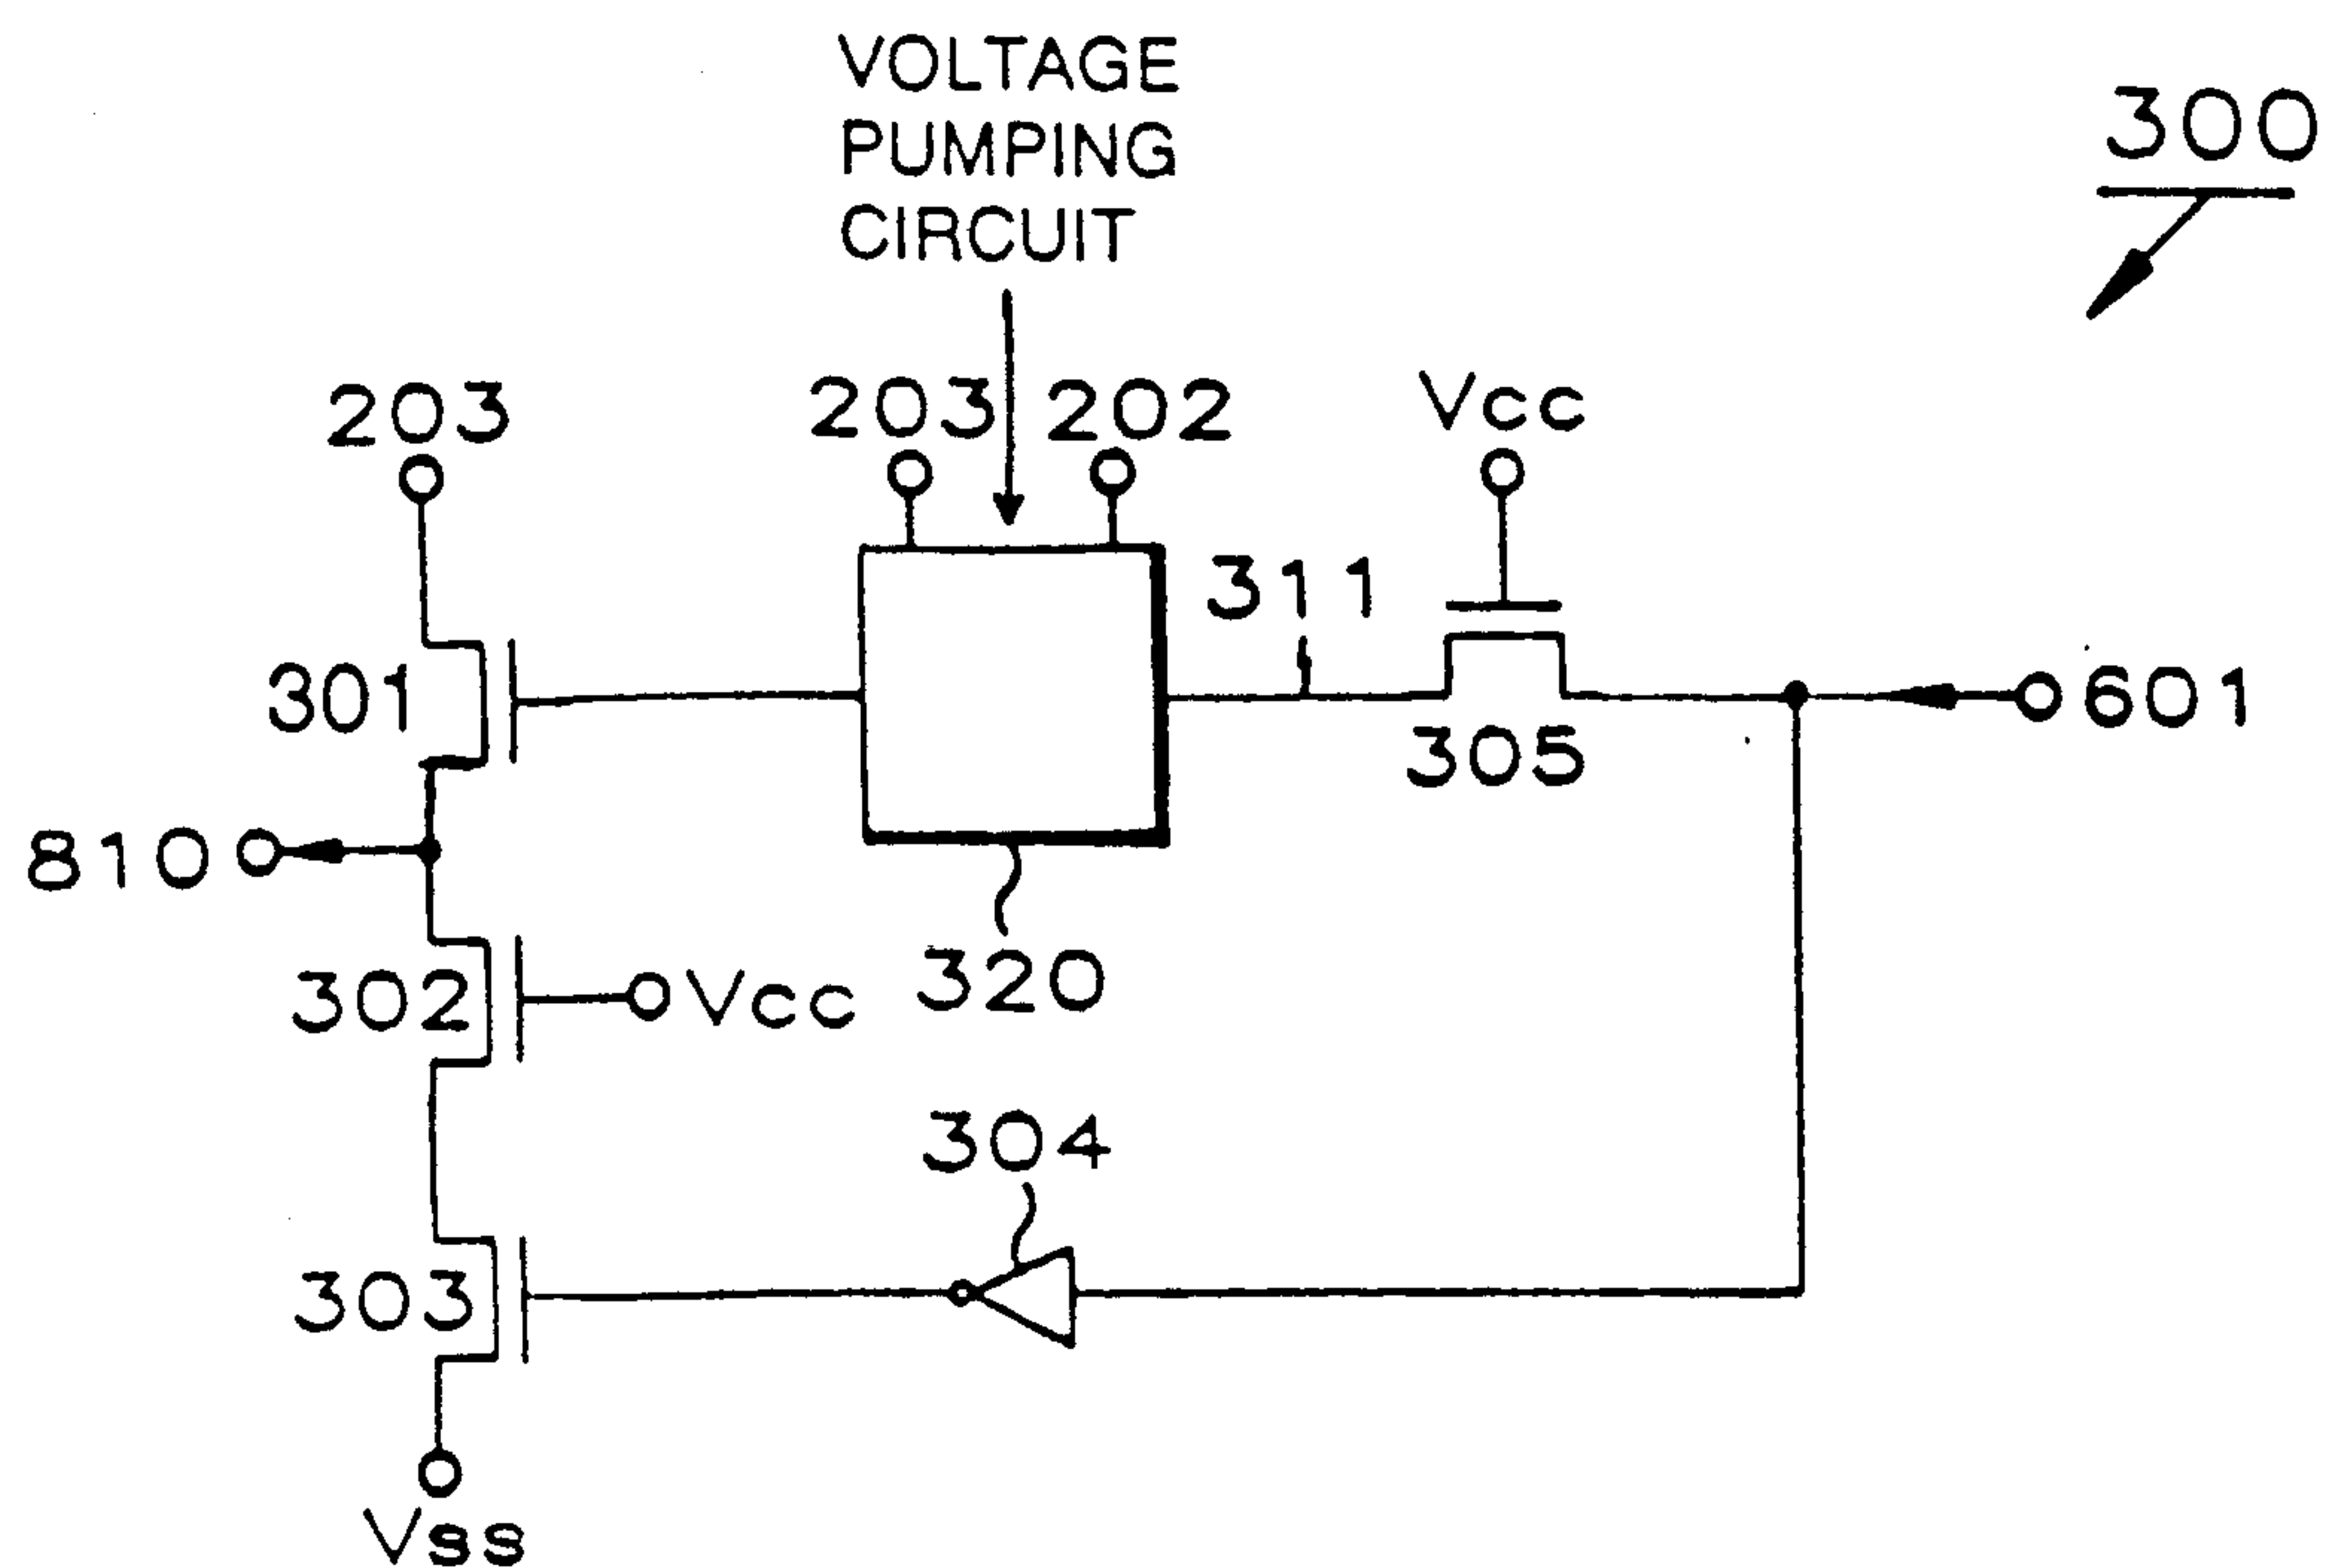 VOLTAGE
PUMPING
CIRCUIT
300
203
203
202
Vcc
311
301
305
601
810
302
Vcc
320
304
303
Vss